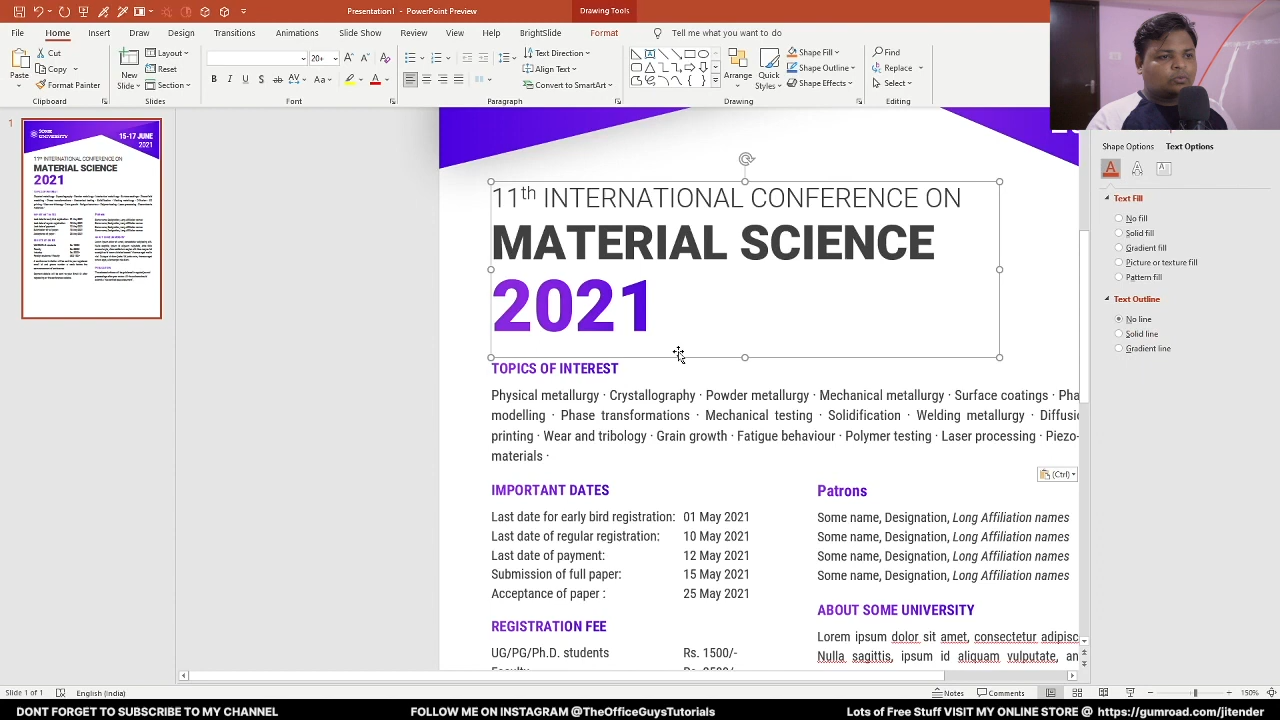 Presentation1 - PowerPoint Preview
Drawing Tools
File Home Insert Draw Design Transitions Animations Slide Show Review View Help BrightSlide Format Tell me what you want to do
Paste
Cut
Copy
Format Painter
Clipboard
New Slide
Layout
Reset
Section
Slides
20+
B I U S ab AV Aa A
Font
Text Direction
Align Text
Convert to SmartArt
Paragraph
Arrange
Quick Styles
Shape Fill
Shape Outline
Shape Effects
Drawing
Find
Replace
Select
Editing
1
SOME UNIVERSITY
15-17 JUNE
2021
11th INTERNATIONAL CONFERENCE ON
MATERIAL SCIENCE
2021
11th INTERNATIONAL CONFERENCE ON
MATERIAL SCIENCE
2021
TOPICS OF INTEREST
Physical metallurgy · Crystallography · Powder metallurgy · Mechanical metallurgy · Surface coatings · Pha
modelling · Phase transformations · Mechanical testing · Solidification · Welding metallurgy · Diffusi
printing · Wear and tribology · Grain growth · Fatigue behaviour · Polymer testing · Laser processing · Piezo-
materials ·
(Ctrl)
IMPORTANT DATES
Last date for early bird registration: 01 May 2021
Last date of regular registration: 10 May 2021
Last date of payment: 12 May 2021
Submission of full paper: 15 May 2021
Acceptance of paper : 25 May 2021
REGISTRATION FEE
UG/PG/Ph.D. students Rs. 1500/-
Patrons
Some name, Designation, Long Affiliation names
Some name, Designation, Long Affiliation names
Some name, Designation, Long Affiliation names
Some name, Designation, Long Affiliation names
ABOUT SOME UNIVERSITY
Lorem ipsum dolor sit amet, consectetur adipisc
Nulla sagittis, ipsum id aliquam vulputate, an
Shape Options Text Options
Text Fill
No fill
Solid fill
Gradient fill
Picture or texture fill
Pattern fill
Text Outline
No line
Solid line
Gradient line
Slide 1 of 1 English (India) Notes Comments 150%
DONT FORGET TO SUBSCRIBE TO MY CHANNEL FOLLOW ME ON INSTAGRAM @TheOfficeGuysTutorials Lots of Free Stuff VISIT MY ONLINE STORE @ https://gumroad.com/jitender